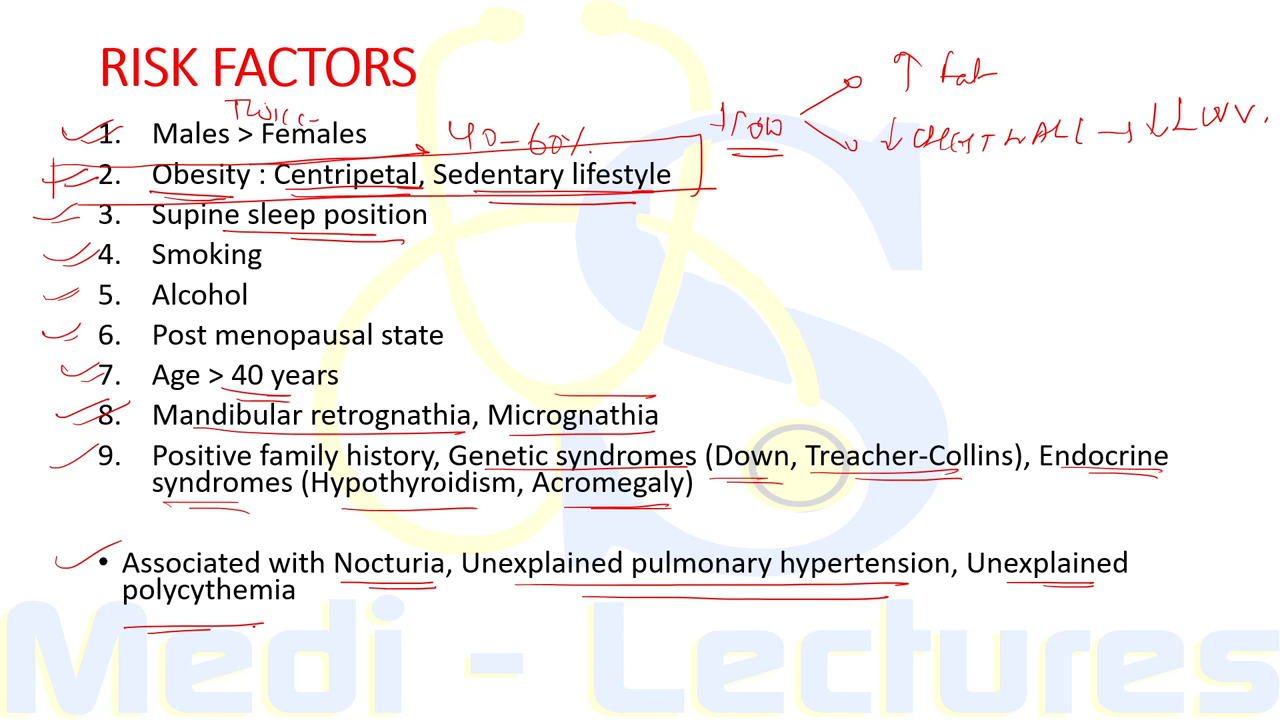 RISK FACTORS
TWICE
1. Males > Females
40-60%
2. Obesity : Centripetal, Sedentary lifestyle
3. Supine sleep position
4. Smoking
5. Alcohol
6. Post menopausal state
7. Age > 40 years
8. Mandibular retrognathia, Micrognathia
9. Positive family history, Genetic syndromes (Down, Treacher-Collins), Endocrine
syndromes (Hypothyroidism, Acromegaly)
• Associated with Nocturia, Unexplained pulmonary hypertension, Unexplained
polycythemia
↑ fat
↓ CHEST WALL →
Medi - Lectures